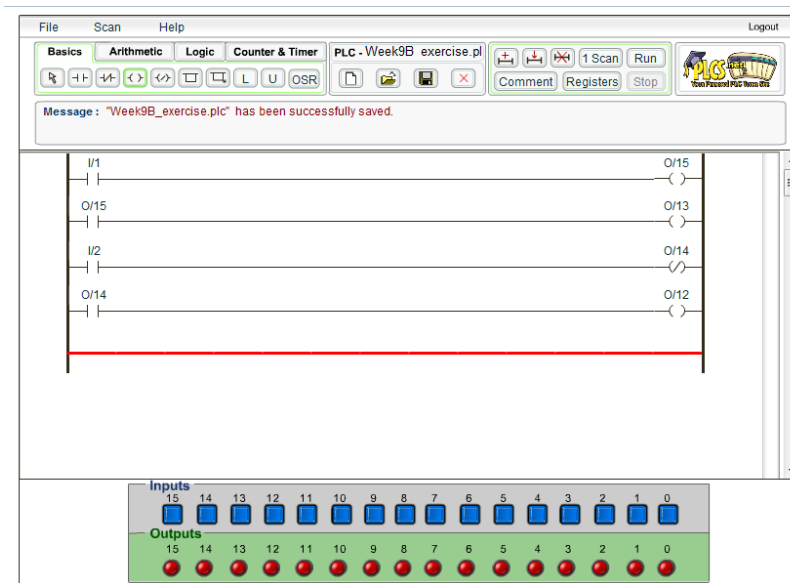 File Scan Help Logout
Basics Arithmetic Logic Counter & Timer PLC - Week9B exercise.pl 1 Scan Run
L U OSR Comment Registers Stop
PLCS
Message : "Week9B_exercise.plc" has been successfully saved.
I/1 O/15
O/15 O/13
I/2 O/14
O/14 O/12
Inputs
15 14 13 12 11 10 9 8 7 6 5 4 3 2 1 0
Outputs
15 14 13 12 11 10 9 8 7 6 5 4 3 2 1 0